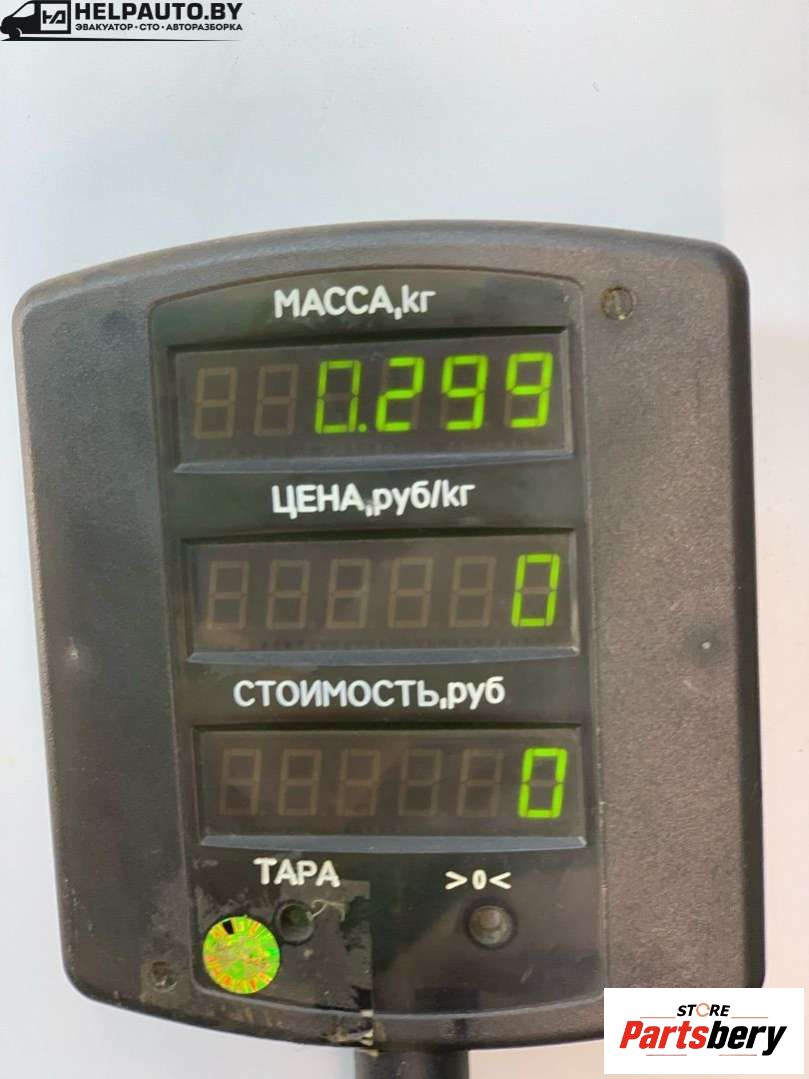 HELPAUTO.BY
ЭВАКУАТОР • СТО • АВТОРАЗБОРКА
МАССА,кг
0.299
ЦЕНА,руб/кг
0
СТОИМОСТЬ,руб
0
ТАРА >0<
STORE
Partsbery